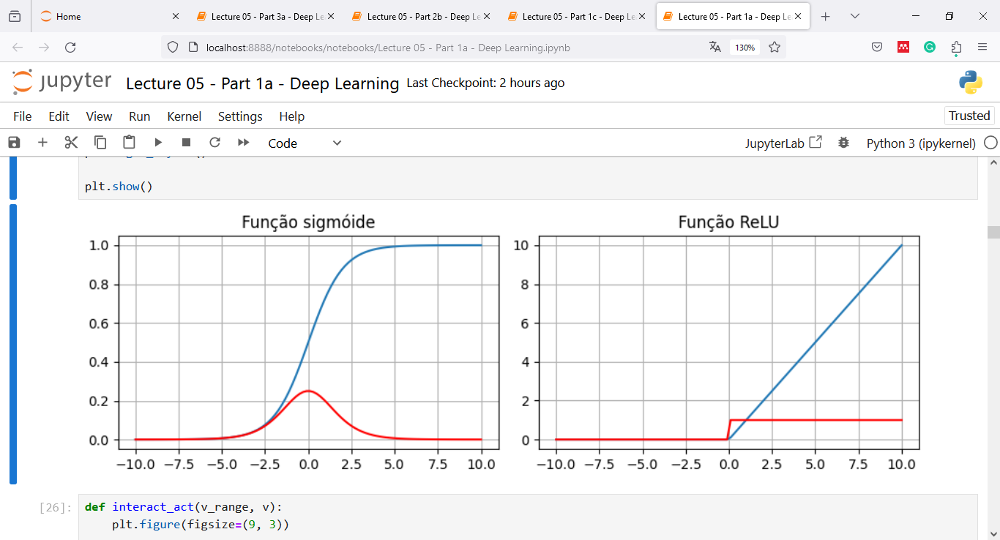 Home
Lecture 05 - Part 3a - Deep Le
Lecture 05 - Part 2b - Deep Le
Lecture 05 - Part 1c - Deep Le
Lecture 05 - Part 1a - Deep Le
localhost:8888/notebooks/notebooks/Lecture 05 - Part 1a - Deep Learning.ipynb
130%
jupyter Lecture 05 - Part 1a - Deep Learning Last Checkpoint: 2 hours ago
File Edit View Run Kernel Settings Help
Trusted
Code
JupyterLab
Python 3 (ipykernel)
plt.show()
Função sigmóide
1.0
0.8
0.6
0.4
0.2
0.0
−10.0 −7.5 −5.0 −2.5 0.0 2.5 5.0 7.5 10.0
Função ReLU
10
8
6
4
2
0
−10.0 −7.5 −5.0 −2.5 0.0 2.5 5.0 7.5 10.0
[26]:
def interact_act(v_range, v):
plt.figure(figsize=(9, 3))